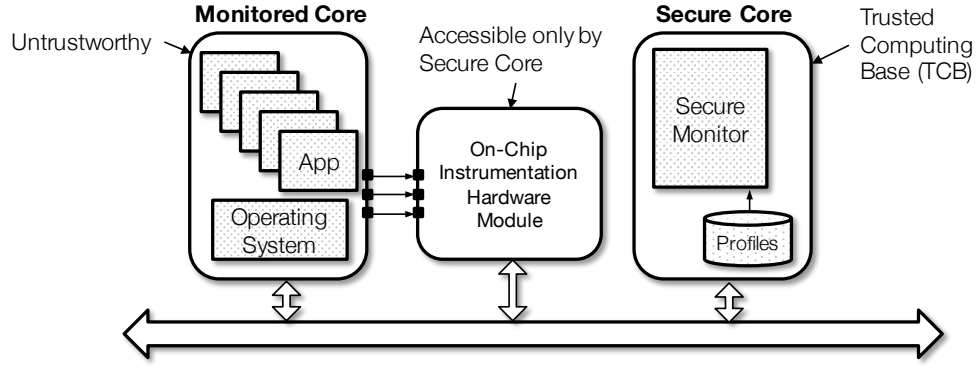 Monitored Core
Untrustworthy
App
Operating
System
Accessible only by
Secure Core
On-Chip
Instrumentation
Hardware
Module
Secure Core
Trusted
Computing
Base (TCB)
Secure
Monitor
Profiles